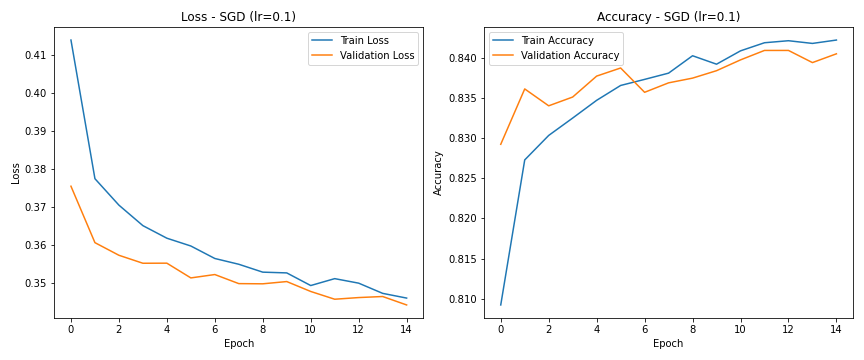 Loss - SGD (lr=0.1)
Train Loss
Validation Loss
0.41
0.40
0.39
0.38
0.37
0.36
0.35
Loss
0 2 4 6 8 10 12 14
Epoch
Accuracy - SGD (lr=0.1)
Train Accuracy
Validation Accuracy
0.840
0.835
0.830
0.825
0.820
0.815
0.810
Accuracy
0 2 4 6 8 10 12 14
Epoch